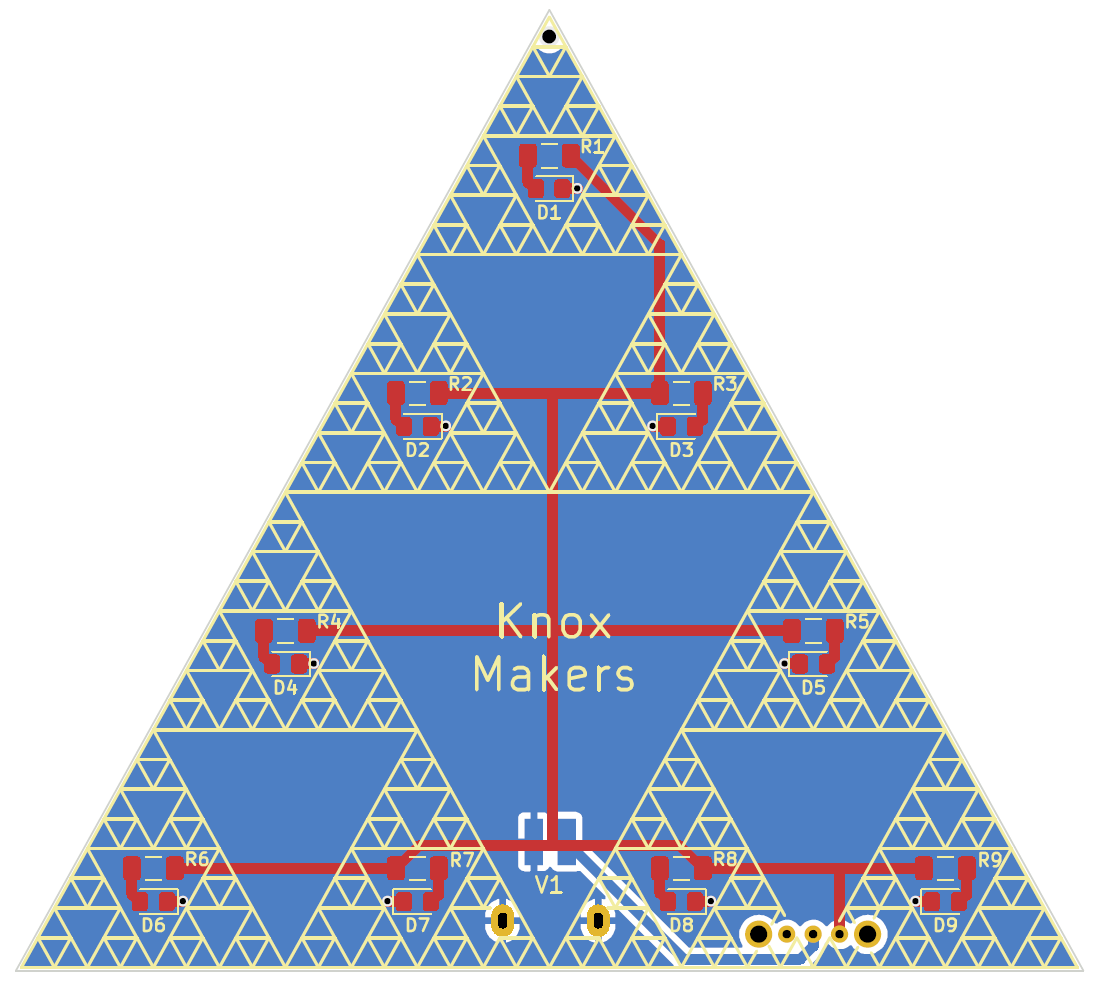 R1
D1
R2 R3
D2 D3
Knox
R4 R5
Makers
D4 D5
V1
R6 R7 R8 R9
D6 D7 D8 D9